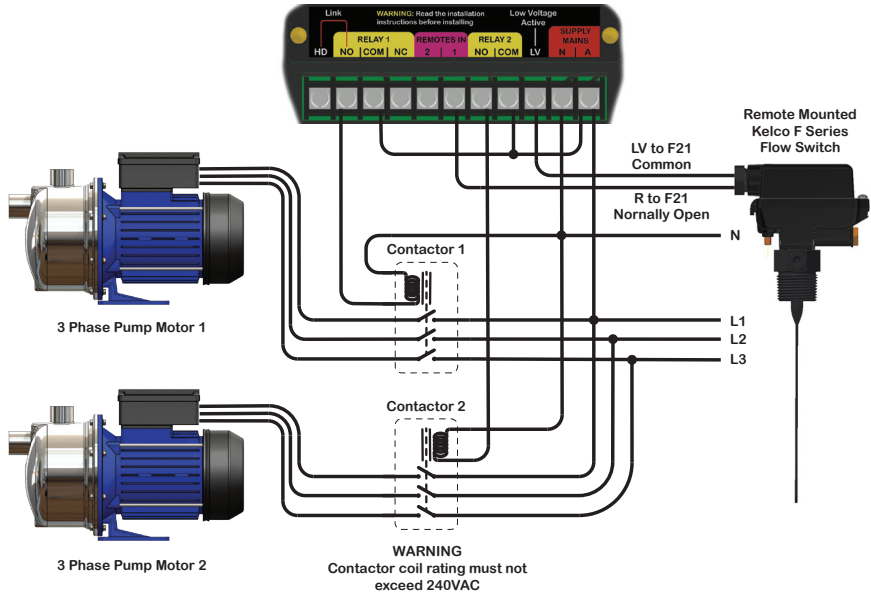 Link
WARNING: Read the installation
instructions before installing
Low Voltage
Active
SUPPLY
MAINS
RELAY 1
REMOTES IN
RELAY 2
HD NO | COM | NC 2 | 1 NO | COM LV N | A
Remote Mounted
Kelco F Series
Flow Switch
LV to F21
Common
R to F21
Nornally Open
N
Contactor 1
L1
L2
L3
3 Phase Pump Motor 1
Contactor 2
3 Phase Pump Motor 2
WARNING
Contactor coil rating must not
exceed 240VAC